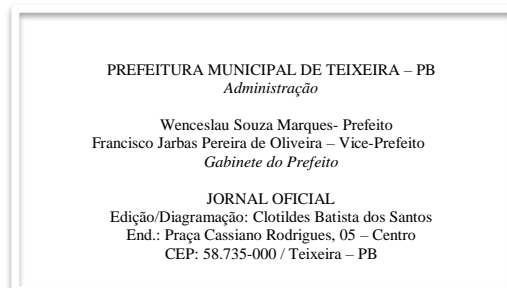 PREFEITURA MUNICIPAL DE TEIXEIRA – PB
Administração
Wenceslau Souza Marques- Prefeito
Francisco Jarbas Pereira de Oliveira – Vice-Prefeito
Gabinete do Prefeito
JORNAL OFICIAL
Edição/Diagramação: Clotildes Batista dos Santos
End.: Praça Cassiano Rodrigues, 05 – Centro
CEP: 58.735-000 / Teixeira – PB